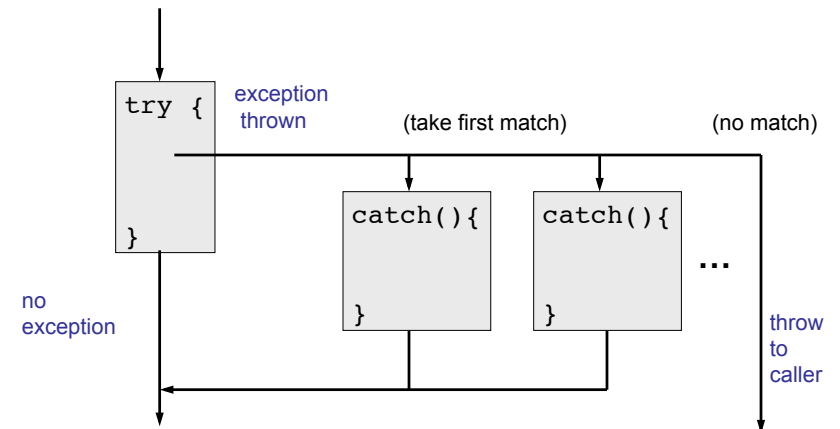 try {
}
exception
thrown
(take first match)
(no match)
catch(){
}
catch(){
}
...
no
exception
throw
to
caller